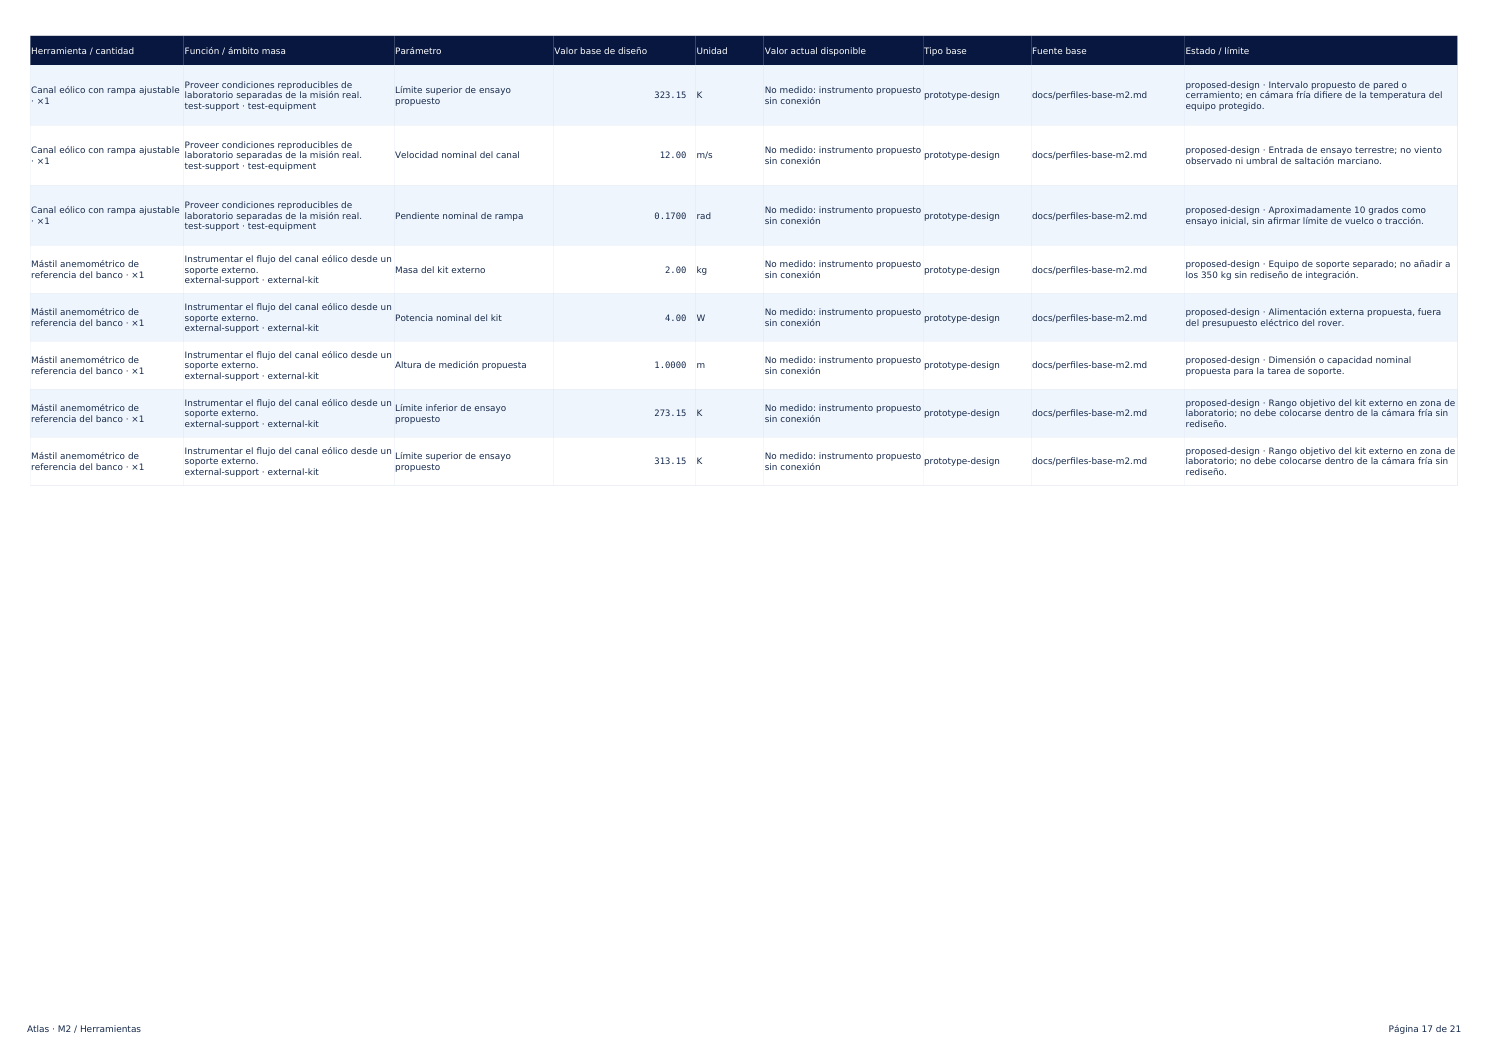 Herramienta / cantidad Función / ámbito masa Parámetro Valor base de diseño Unidad Valor actual disponible Tipo base Fuente base Estado / límite
Canal eólico con rampa ajustable
· ×1
Proveer condiciones reproducibles de
laboratorio separadas de la misión real.
test-support · test-equipment
Límite superior de ensayo
propuesto
323.15 K
No medido: instrumento propuesto
sin conexión
prototype-design
docs/perfiles-base-m2.md
proposed-design · Intervalo propuesto de pared o
cerramiento; en cámara fría difiere de la temperatura del
equipo protegido.
Canal eólico con rampa ajustable
· ×1
Proveer condiciones reproducibles de
laboratorio separadas de la misión real.
test-support · test-equipment
Velocidad nominal del canal
12.00 m/s
No medido: instrumento propuesto
sin conexión
prototype-design
docs/perfiles-base-m2.md
proposed-design · Entrada de ensayo terrestre; no viento
observado ni umbral de saltación marciano.
Canal eólico con rampa ajustable
· ×1
Proveer condiciones reproducibles de
laboratorio separadas de la misión real.
test-support · test-equipment
Pendiente nominal de rampa
0.1700 rad
No medido: instrumento propuesto
sin conexión
prototype-design
docs/perfiles-base-m2.md
proposed-design · Aproximadamente 10 grados como
ensayo inicial, sin afirmar límite de vuelco o tracción.
Mástil anemométrico de
referencia del banco · ×1
Instrumentar el flujo del canal eólico desde un
soporte externo.
external-support · external-kit
Masa del kit externo
2.00 kg
No medido: instrumento propuesto
sin conexión
prototype-design
docs/perfiles-base-m2.md
proposed-design · Equipo de soporte separado; no añadir a
los 350 kg sin rediseño de integración.
Mástil anemométrico de
referencia del banco · ×1
Instrumentar el flujo del canal eólico desde un
soporte externo.
external-support · external-kit
Potencia nominal del kit
4.00 W
No medido: instrumento propuesto
sin conexión
prototype-design
docs/perfiles-base-m2.md
proposed-design · Alimentación externa propuesta, fuera
del presupuesto eléctrico del rover.
Mástil anemométrico de
referencia del banco · ×1
Instrumentar el flujo del canal eólico desde un
soporte externo.
external-support · external-kit
Altura de medición propuesta
1.0000 m
No medido: instrumento propuesto
sin conexión
prototype-design
docs/perfiles-base-m2.md
proposed-design · Dimensión o capacidad nominal
propuesta para la tarea de soporte.
Mástil anemométrico de
referencia del banco · ×1
Instrumentar el flujo del canal eólico desde un
soporte externo.
external-support · external-kit
Límite inferior de ensayo
propuesto
273.15 K
No medido: instrumento propuesto
sin conexión
prototype-design
docs/perfiles-base-m2.md
proposed-design · Rango objetivo del kit externo en zona de
laboratorio; no debe colocarse dentro de la cámara fría sin
rediseño.
Mástil anemométrico de
referencia del banco · ×1
Instrumentar el flujo del canal eólico desde un
soporte externo.
external-support · external-kit
Límite superior de ensayo
propuesto
313.15 K
No medido: instrumento propuesto
sin conexión
prototype-design
docs/perfiles-base-m2.md
proposed-design · Rango objetivo del kit externo en zona de
laboratorio; no debe colocarse dentro de la cámara fría sin
rediseño.
Atlas · M2 / Herramientas
Página 17 de 21